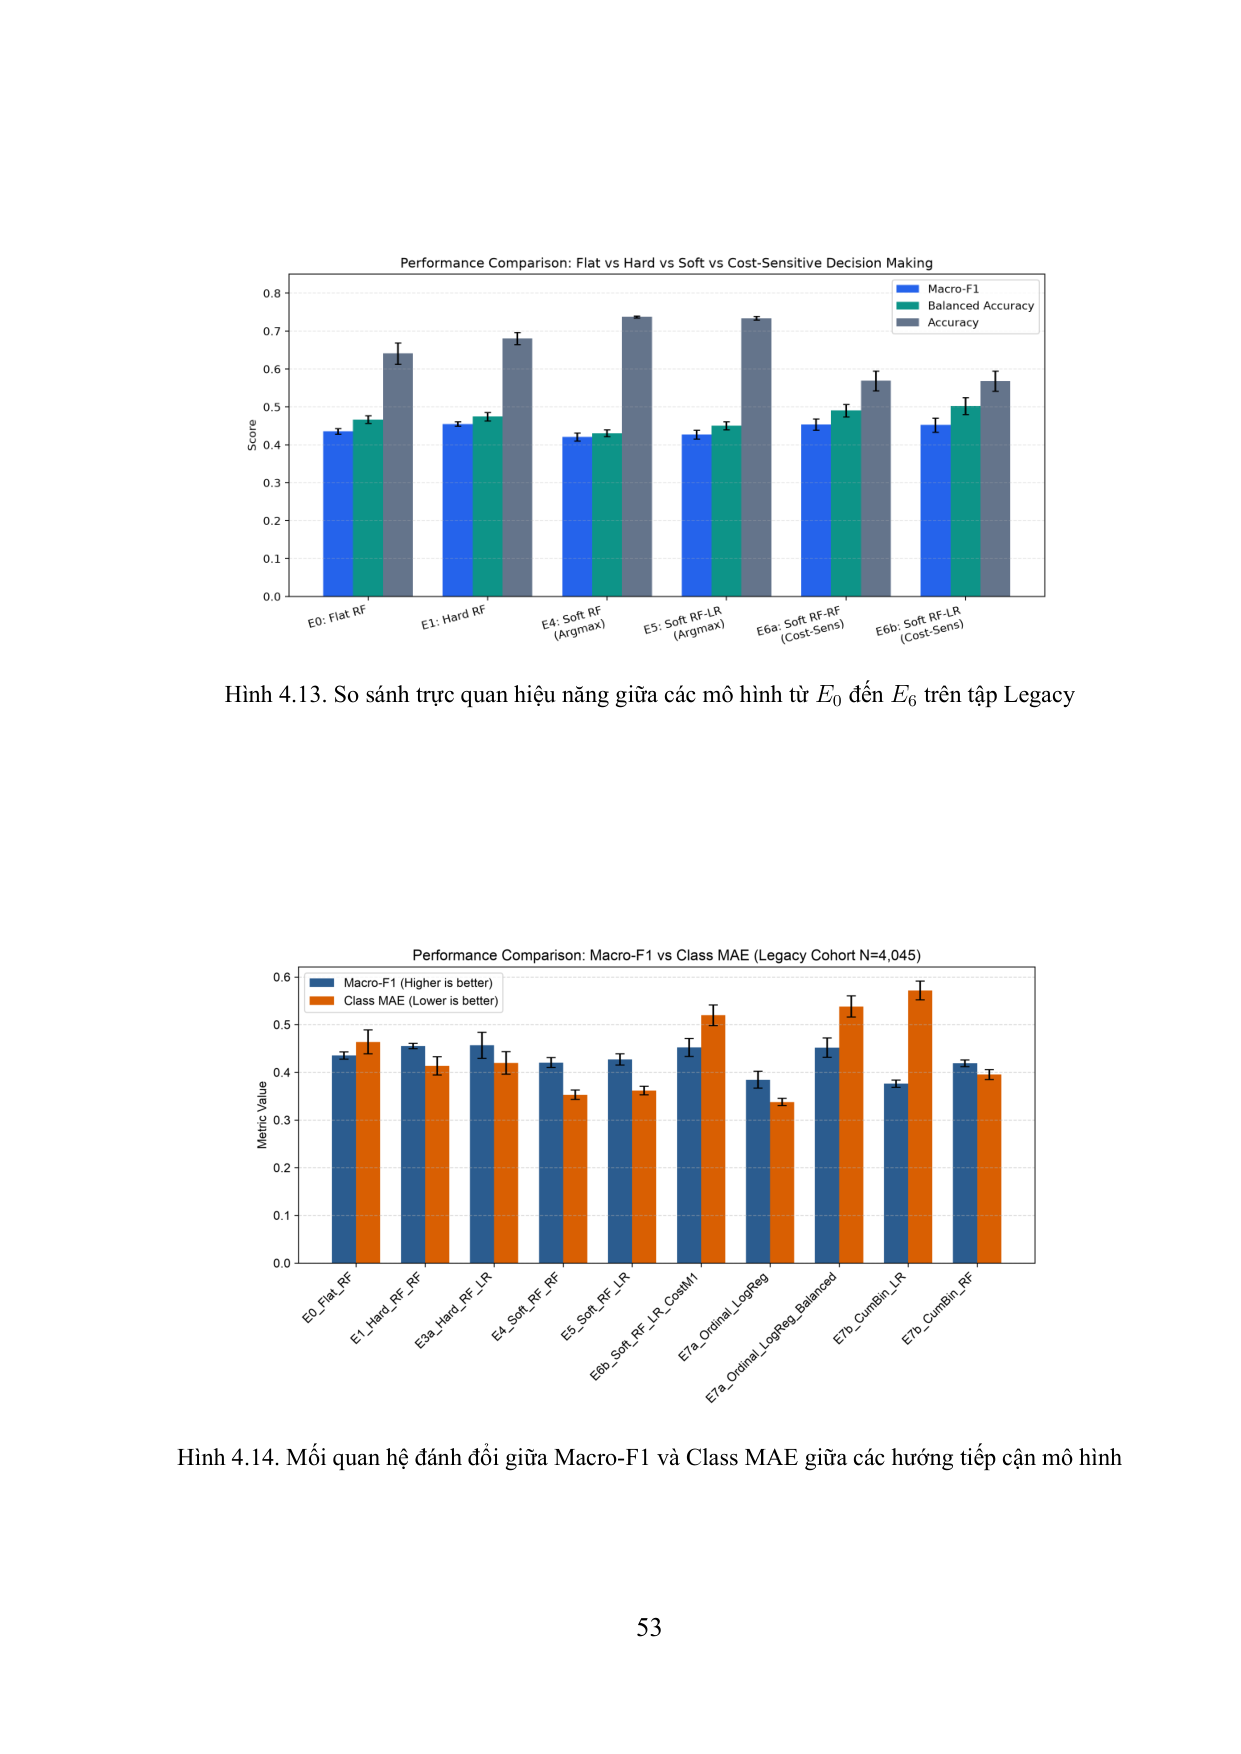 Performance Comparison: Flat vs Hard vs Soft vs Cost-Sensitive Decision Making
Macro-F1
Balanced Accuracy
Accuracy
Score
0.8
0.7
0.6
0.5
0.4
0.3
0.2
0.1
0.0
E0: Flat RF
E1: Hard RF
E4: Soft RF
(Argmax)
E5: Soft RF-LR
(Argmax)
E6a: Soft RF-RF
(Cost-Sens)
E6b: Soft RF-LR
(Cost-Sens)
Hình 4.13. So sánh trực quan hiệu năng giữa các mô hình từ E₀ đến E₆ trên tập Legacy
Performance Comparison: Macro-F1 vs Class MAE (Legacy Cohort N=4,045)
Macro-F1 (Higher is better)
Class MAE (Lower is better)
Metric Value
0.6
0.5
0.4
0.3
0.2
0.1
0.0
E0_Flat_RF
E1_Hard_RF_RF
E3a_Hard_RF_LR
E4_Soft_RF_RF
E5_Soft_RF_LR
E6b_Soft_RF_LR_CostM1
E7a_Ordinal_LogReg
E7a_Ordinal_LogReg_Balanced
E7b_CumBin_LR
E7b_CumBin_RF
Hình 4.14. Mối quan hệ đánh đổi giữa Macro-F1 và Class MAE giữa các hướng tiếp cận mô hình
53